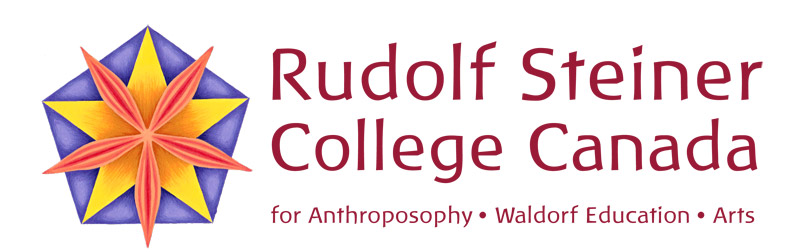 Rudolf Steiner
College Canada
for Anthroposophy • Waldorf Education • Arts